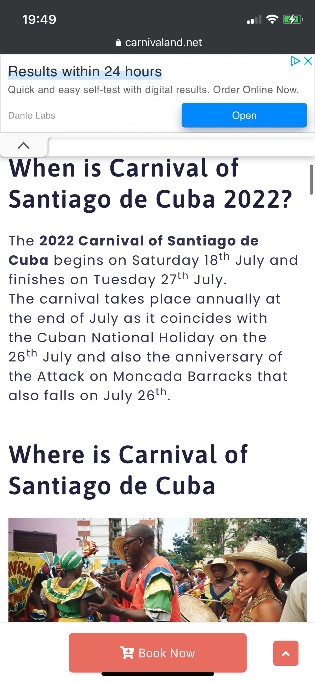 19:49
carnivaland.net
Results within 24 hours
Quick and easy self-test with digital results. Order Online Now.
Dante Labs
Open
When is Carnival of
Santiago de Cuba 2022?
The 2022 Carnival of Santiago de
Cuba begins on Saturday 18th July and
finishes on Tuesday 27th July.
The carnival takes place annually at
the end of July as it coincides with
the Cuban National Holiday on the
26th July and also the anniversary of
the Attack on Moncada Barracks that
also falls on July 26th.
Where is Carnival of
Santiago de Cuba
Book Now